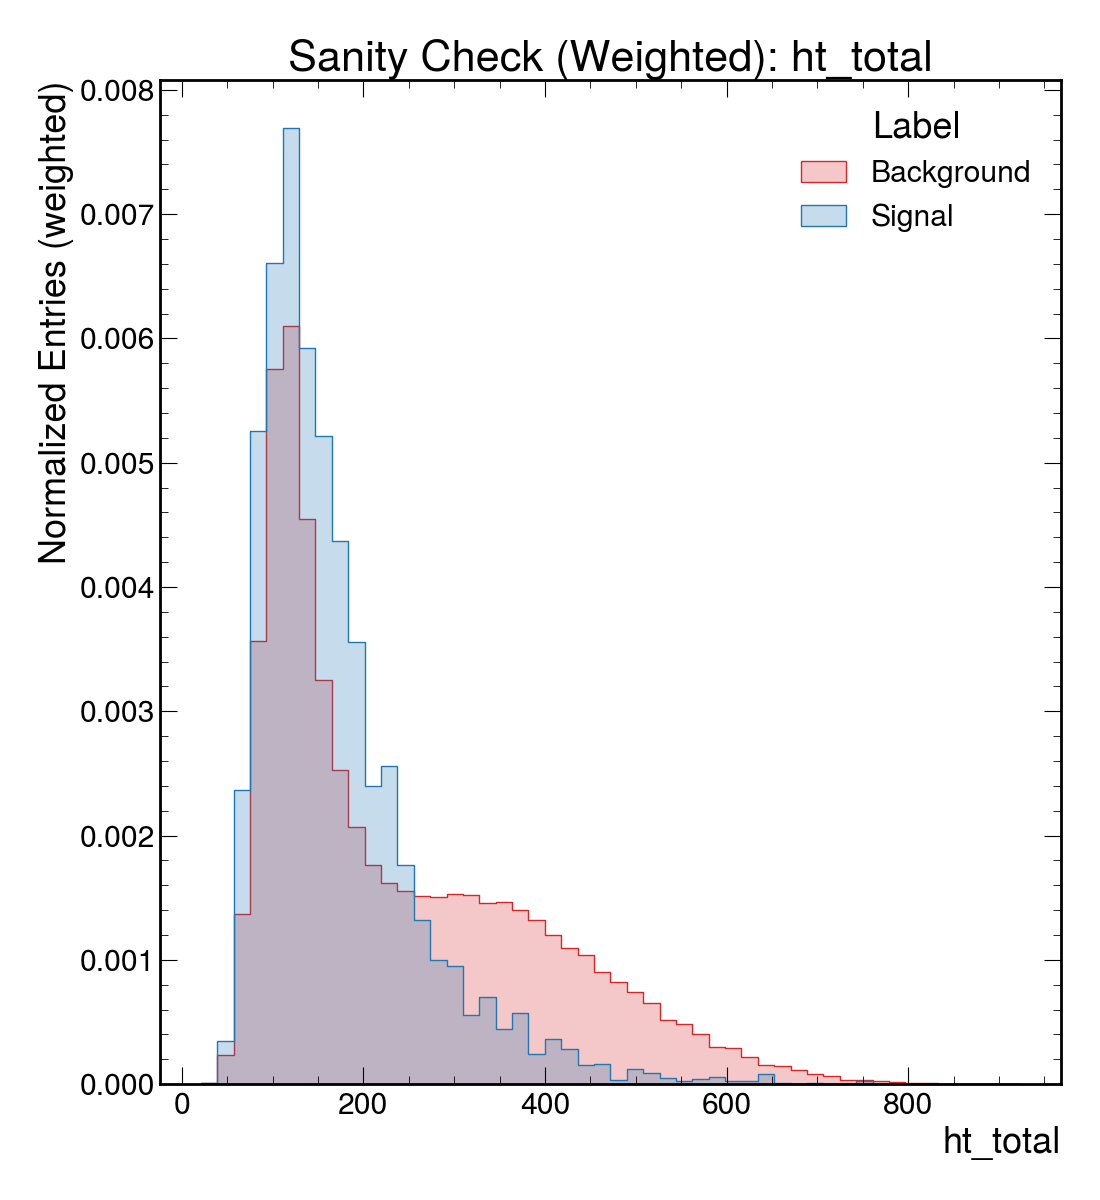 Sanity Check (Weighted): ht_total
Normalized Entries (weighted)
0.008
0.007
0.006
0.005
0.004
0.003
0.002
0.001
0.000
Label
Background
Signal
0 200 400 600 800
ht_total